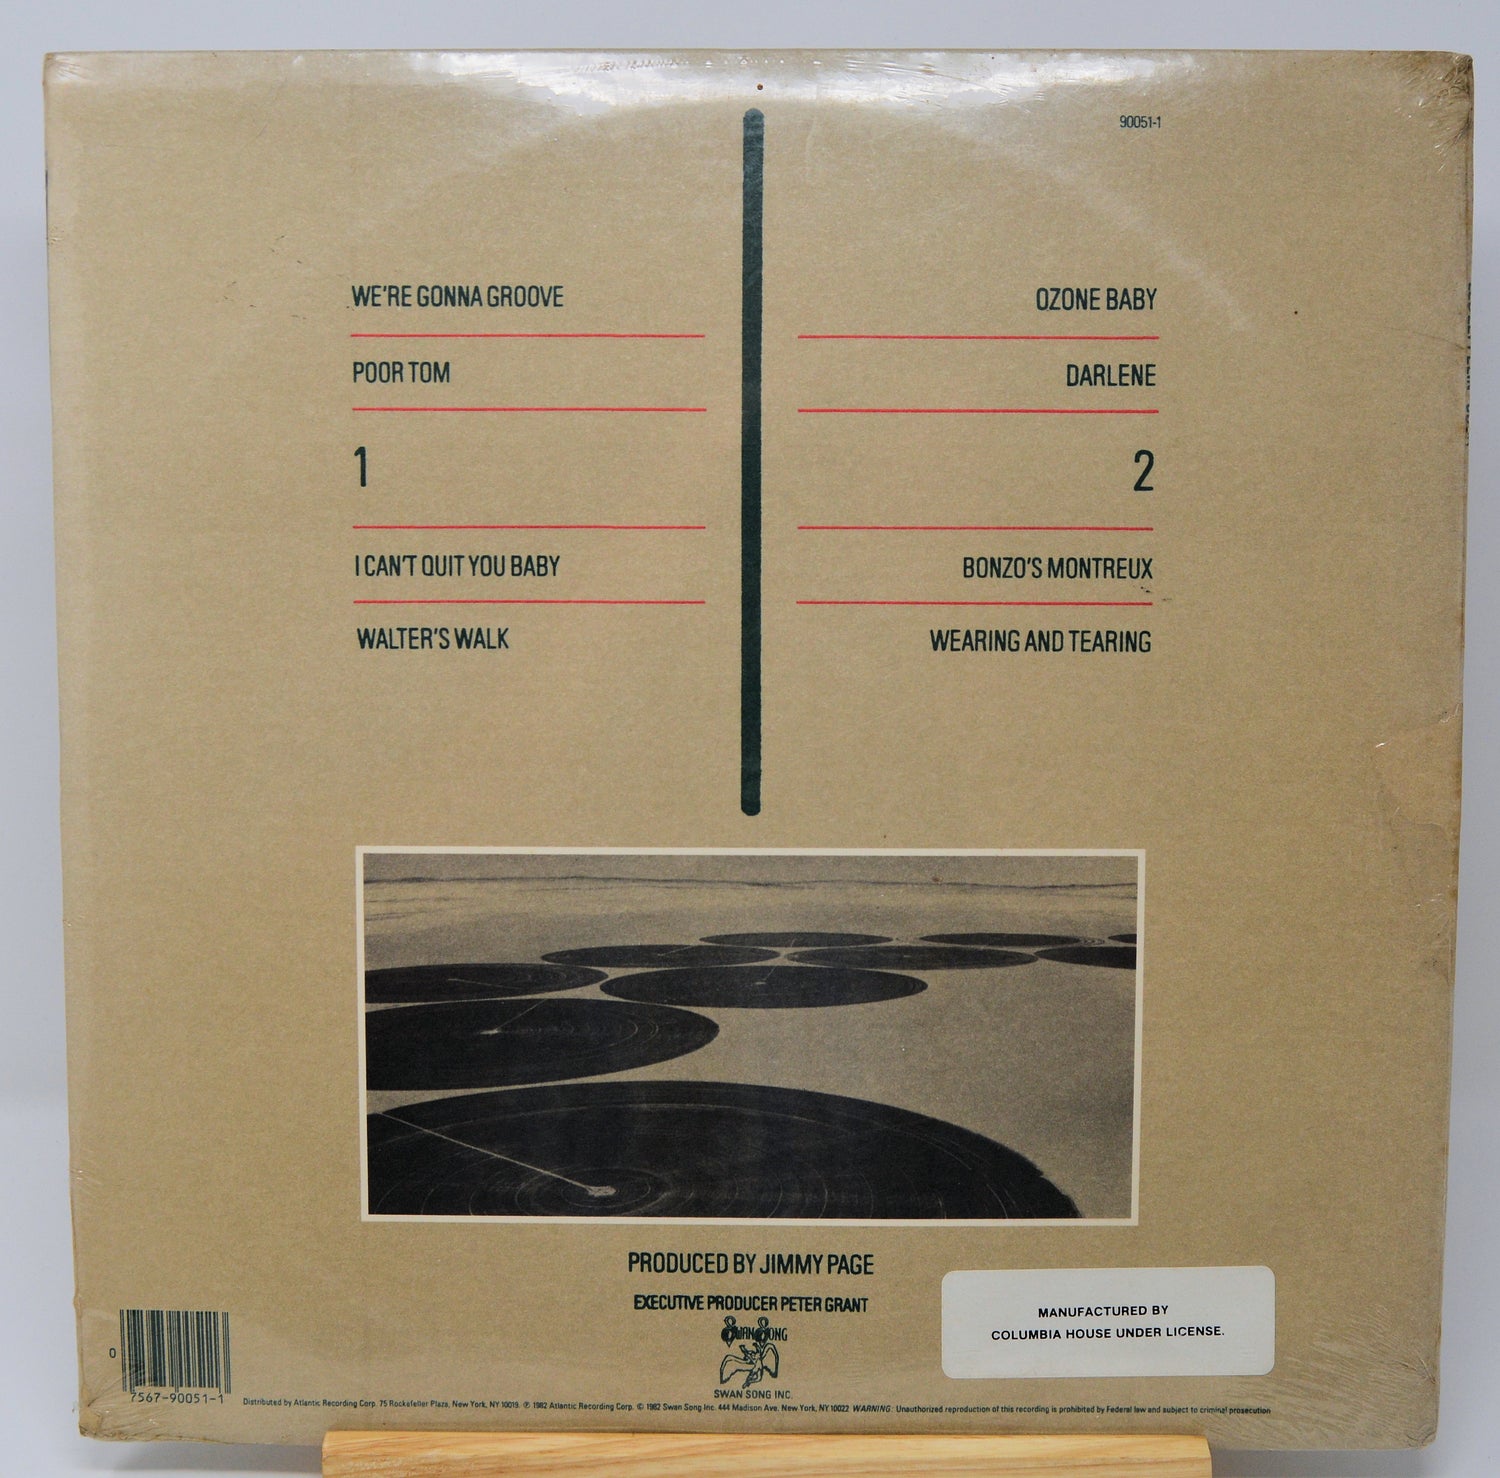 90051-1
WE'RE GONNA GROOVE
POOR TOM
1
I CAN'T QUIT YOU BABY
WALTER'S WALK
OZONE BABY
DARLENE
2
BONZO'S MONTREUX
WEARING AND TEARING
PRODUCED BY JIMMY PAGE
EXECUTIVE PRODUCER PETER GRANT
SWAN SONG
SWAN SONG INC.
MANUFACTURED BY
COLUMBIA HOUSE UNDER LICENSE.
0
7567-90051-1
Distributed by Atlantic Recording Corp. 75 Rockefeller Plaza, New York, NY 10019. ℗ 1982 Atlantic Recording Corp. © 1982 Swan Song Inc. 444 Madison Ave. New York, NY 10022 WARNING: Unauthorized reproduction of this recording is prohibited by Federal law and subject to criminal prosecution